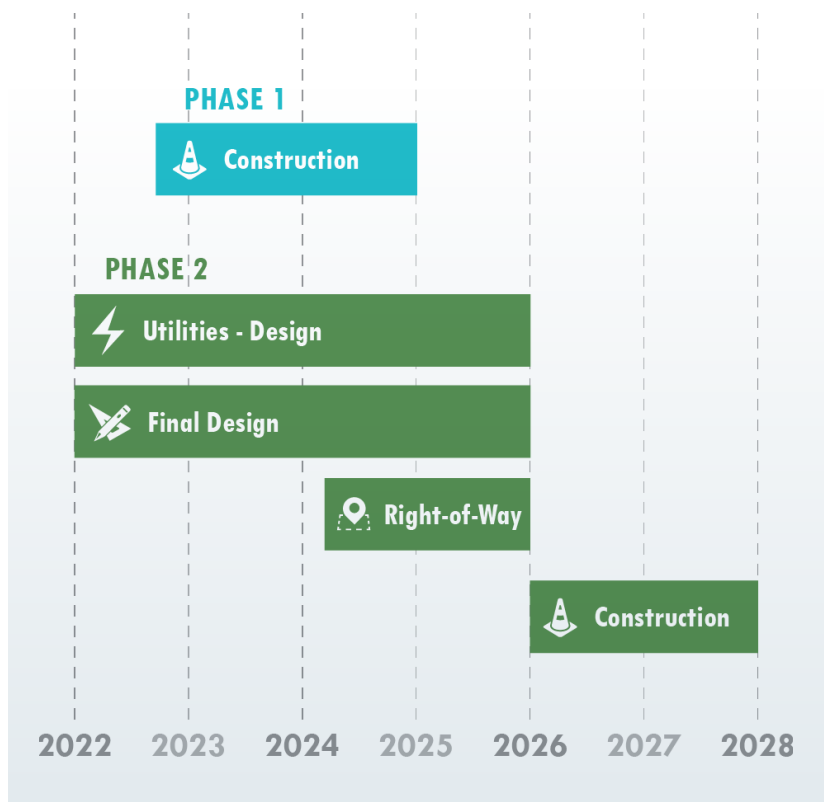 PHASE 1
Construction
PHASE 2
Utilities - Design
Final Design
Right-of-Way
Construction
2022 2023 2024 2025 2026 2027 2028